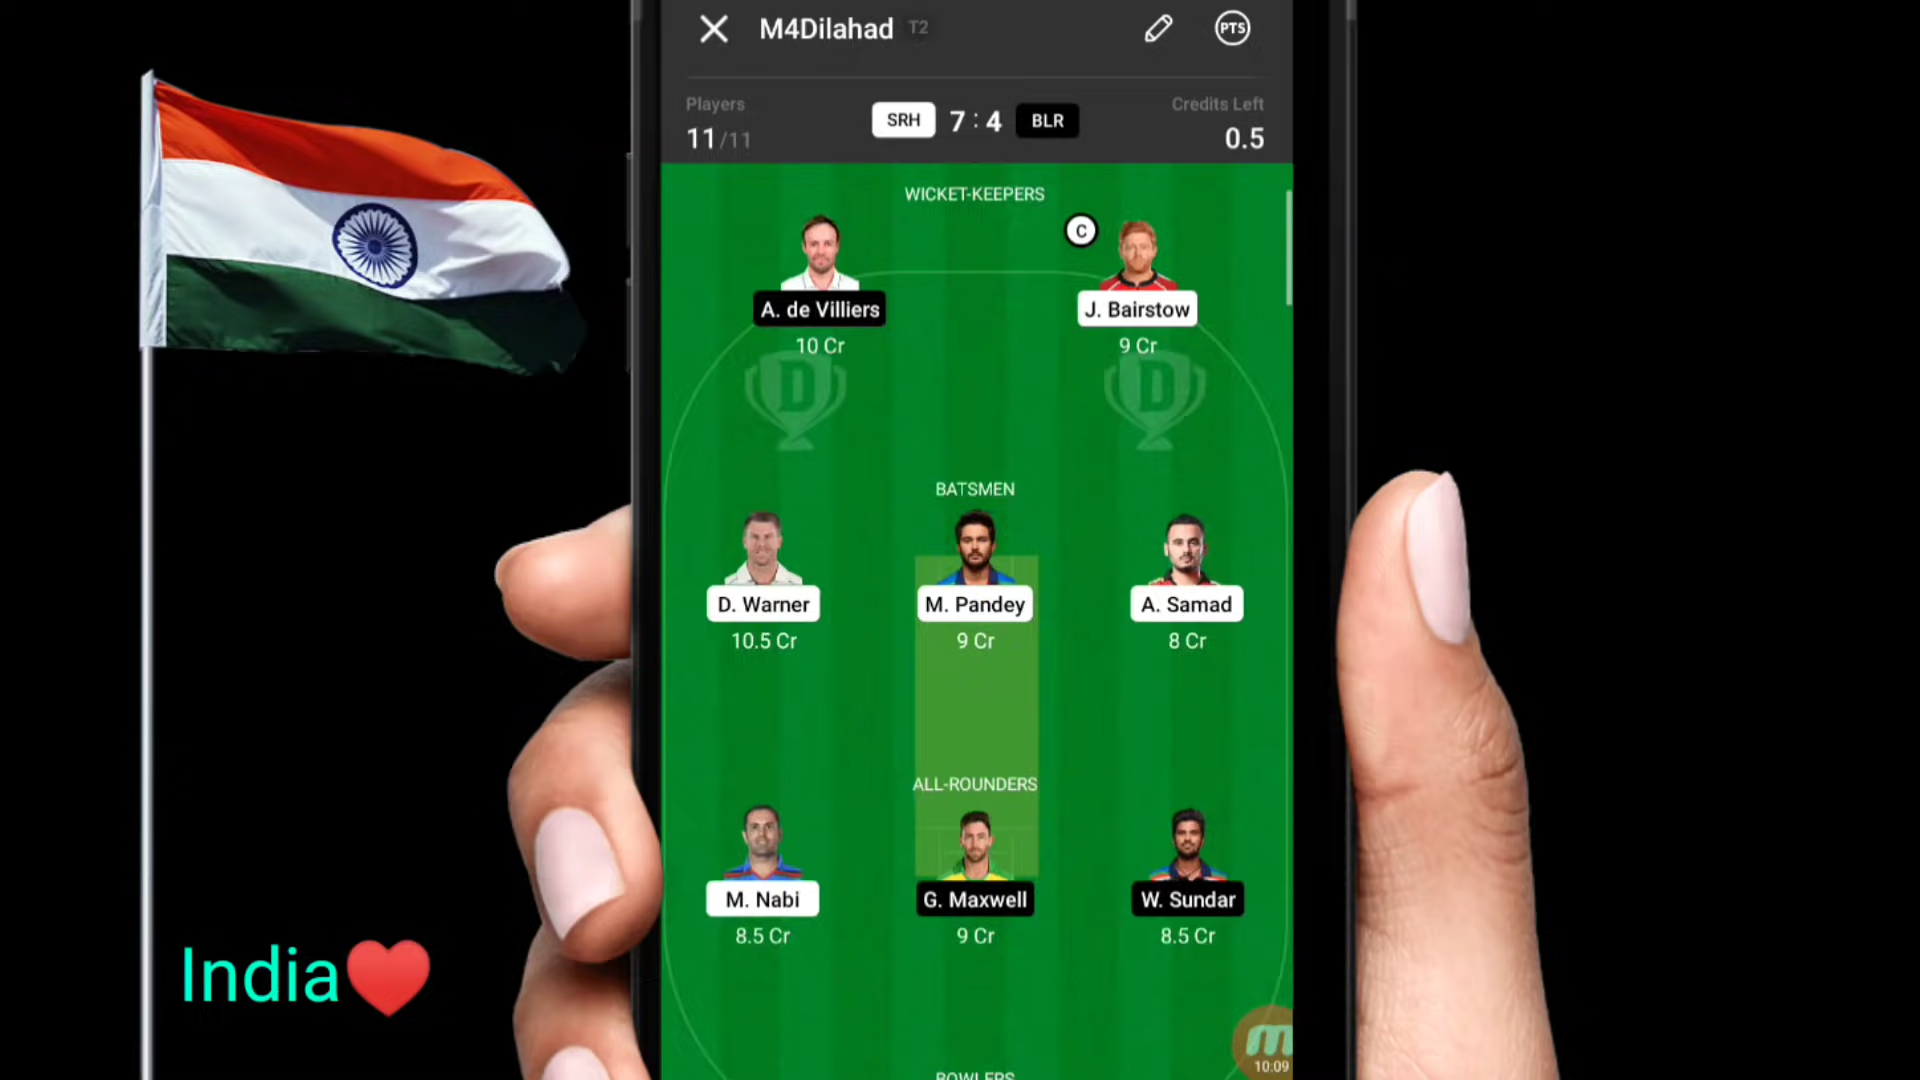 M4Dilahad T2
PTS
Players
11/11
SRH 7 : 4 BLR
Credits Left
0.5
WICKET-KEEPERS
C
A. de Villiers
10 Cr
J. Bairstow
9 Cr
D
D
BATSMEN
D. Warner
10.5 Cr
M. Pandey
9 Cr
A. Samad
8 Cr
ALL-ROUNDERS
M. Nabi
8.5 Cr
G. Maxwell
9 Cr
W. Sundar
8.5 Cr
India❤️
m
10:09
BOWLERS